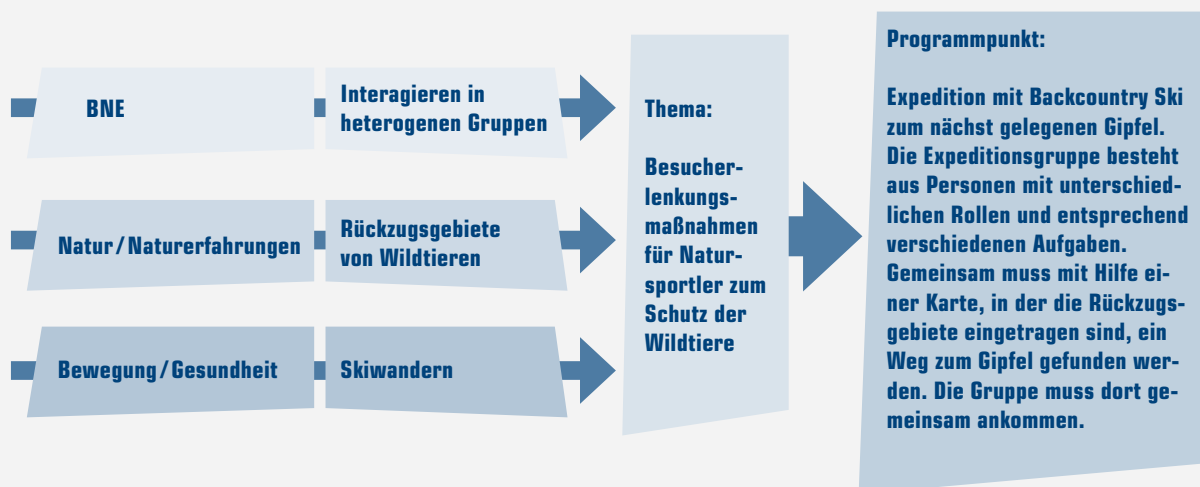 BNE
Interagieren in
heterogenen Gruppen
Natur/Naturerfahrungen
Rückzugsgebiete
von Wildtieren
Bewegung/Gesundheit
Skiwandern
Thema:
Besucher-
lenkungs-
maßnahmen
für Natur-
sportler zum
Schutz der
Wildtiere
Programmpunkt:
Expedition mit Backcountry Ski
zum nächst gelegenen Gipfel.
Die Expeditionsgruppe besteht
aus Personen mit unterschied-
lichen Rollen und entsprechend
verschiedenen Aufgaben.
Gemeinsam muss mit Hilfe ei-
ner Karte, in der die Rückzugs-
gebiete eingetragen sind, ein
Weg zum Gipfel gefunden wer-
den. Die Gruppe muss dort ge-
meinsam ankommen.